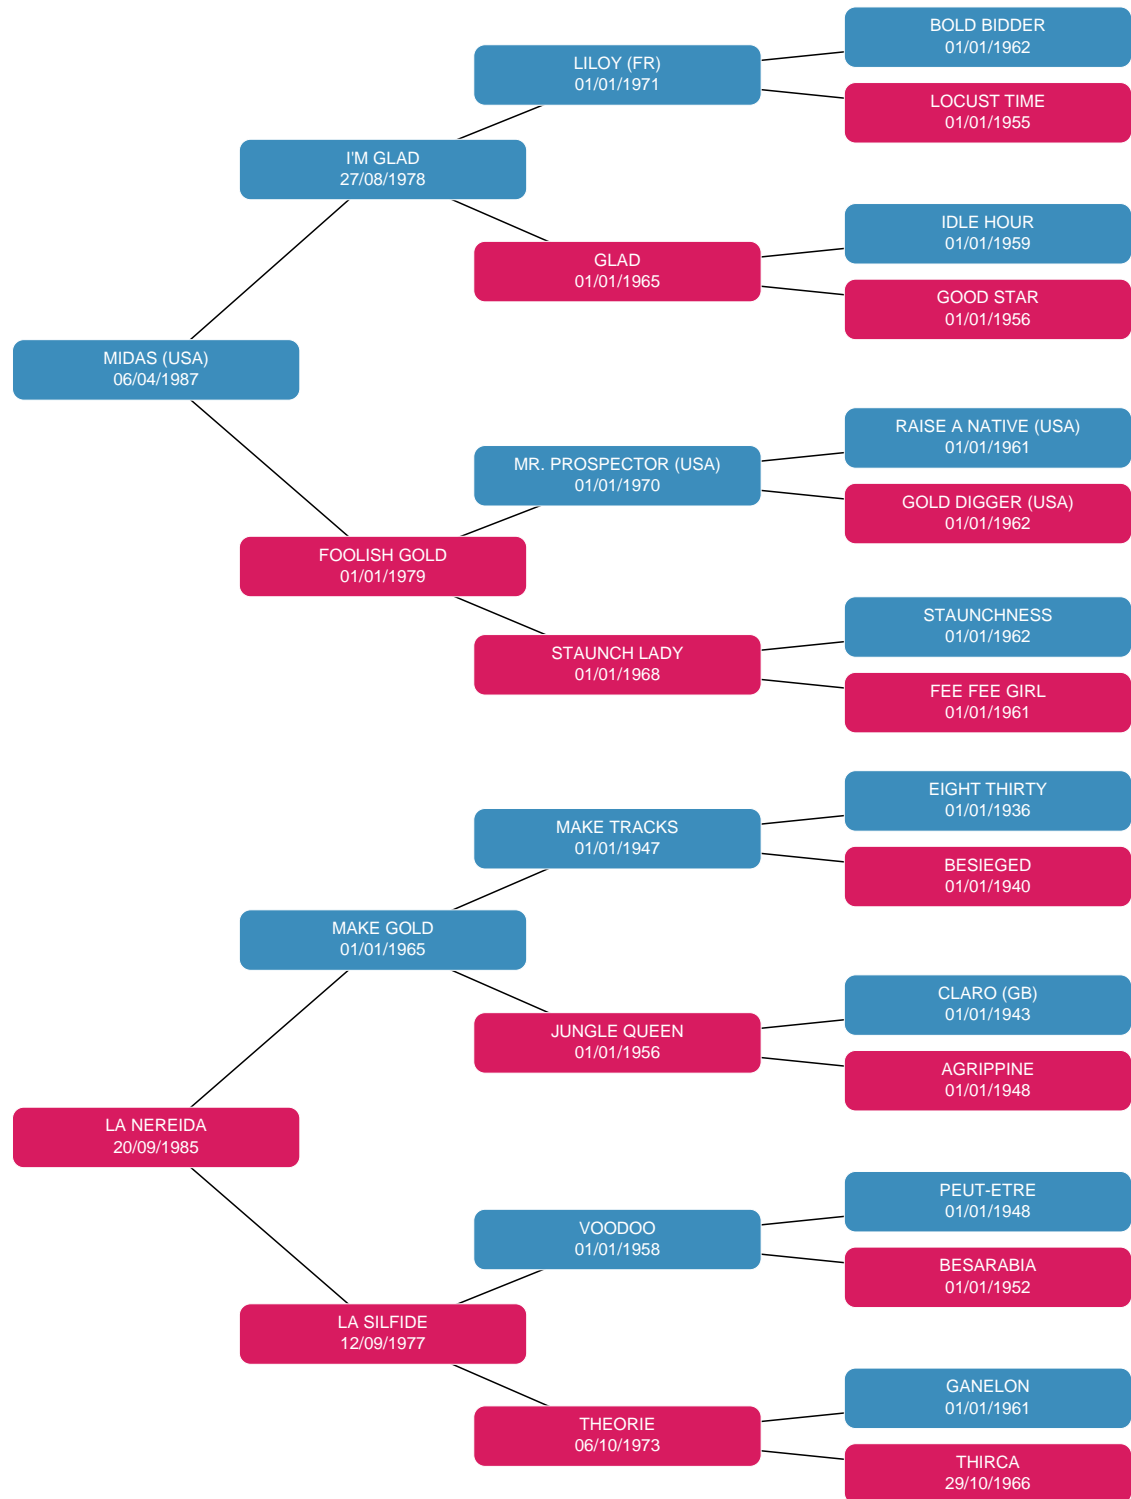 BOLD BIDDER
01/01/1962
LILOY (FR)
01/01/1971
LOCUST TIME
01/01/1955
I'M GLAD
27/08/1978
IDLE HOUR
01/01/1959
GLAD
01/01/1965
GOOD STAR
01/01/1956
MIDAS (USA)
06/04/1987
RAISE A NATIVE (USA)
01/01/1961
MR. PROSPECTOR (USA)
01/01/1970
GOLD DIGGER (USA)
01/01/1962
FOOLISH GOLD
01/01/1979
STAUNCHNESS
01/01/1962
STAUNCH LADY
01/01/1968
FEE FEE GIRL
01/01/1961
EIGHT THIRTY
01/01/1936
MAKE TRACKS
01/01/1947
BESIEGED
01/01/1940
MAKE GOLD
01/01/1965
CLARO (GB)
01/01/1943
JUNGLE QUEEN
01/01/1956
AGRIPPINE
01/01/1948
LA NEREIDA
20/09/1985
PEUT-ETRE
01/01/1948
VOODOO
01/01/1958
BESARABIA
01/01/1952
LA SILFIDE
12/09/1977
GANELON
01/01/1961
THEORIE
06/10/1973
THIRCA
29/10/1966